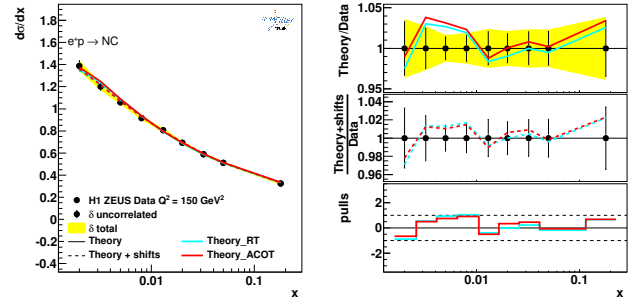 dσ/dx
e⁺p → NC
1.8
1.6
1.4
1.2
1
0.8
0.6
0.4
0.2
0
-0.2
-0.4
H1 ZEUS Data Q² = 150 GeV²
δ uncorrelated
δ total
Theory
Theory + shifts
Theory_RT
Theory_ACOT
0.01
0.1
x
Theory/Data
1.05
1
0.95
Theory+shifts
Data
1.04
1.02
1
0.98
0.96
pulls
2
0
-2
0.01
0.1
x